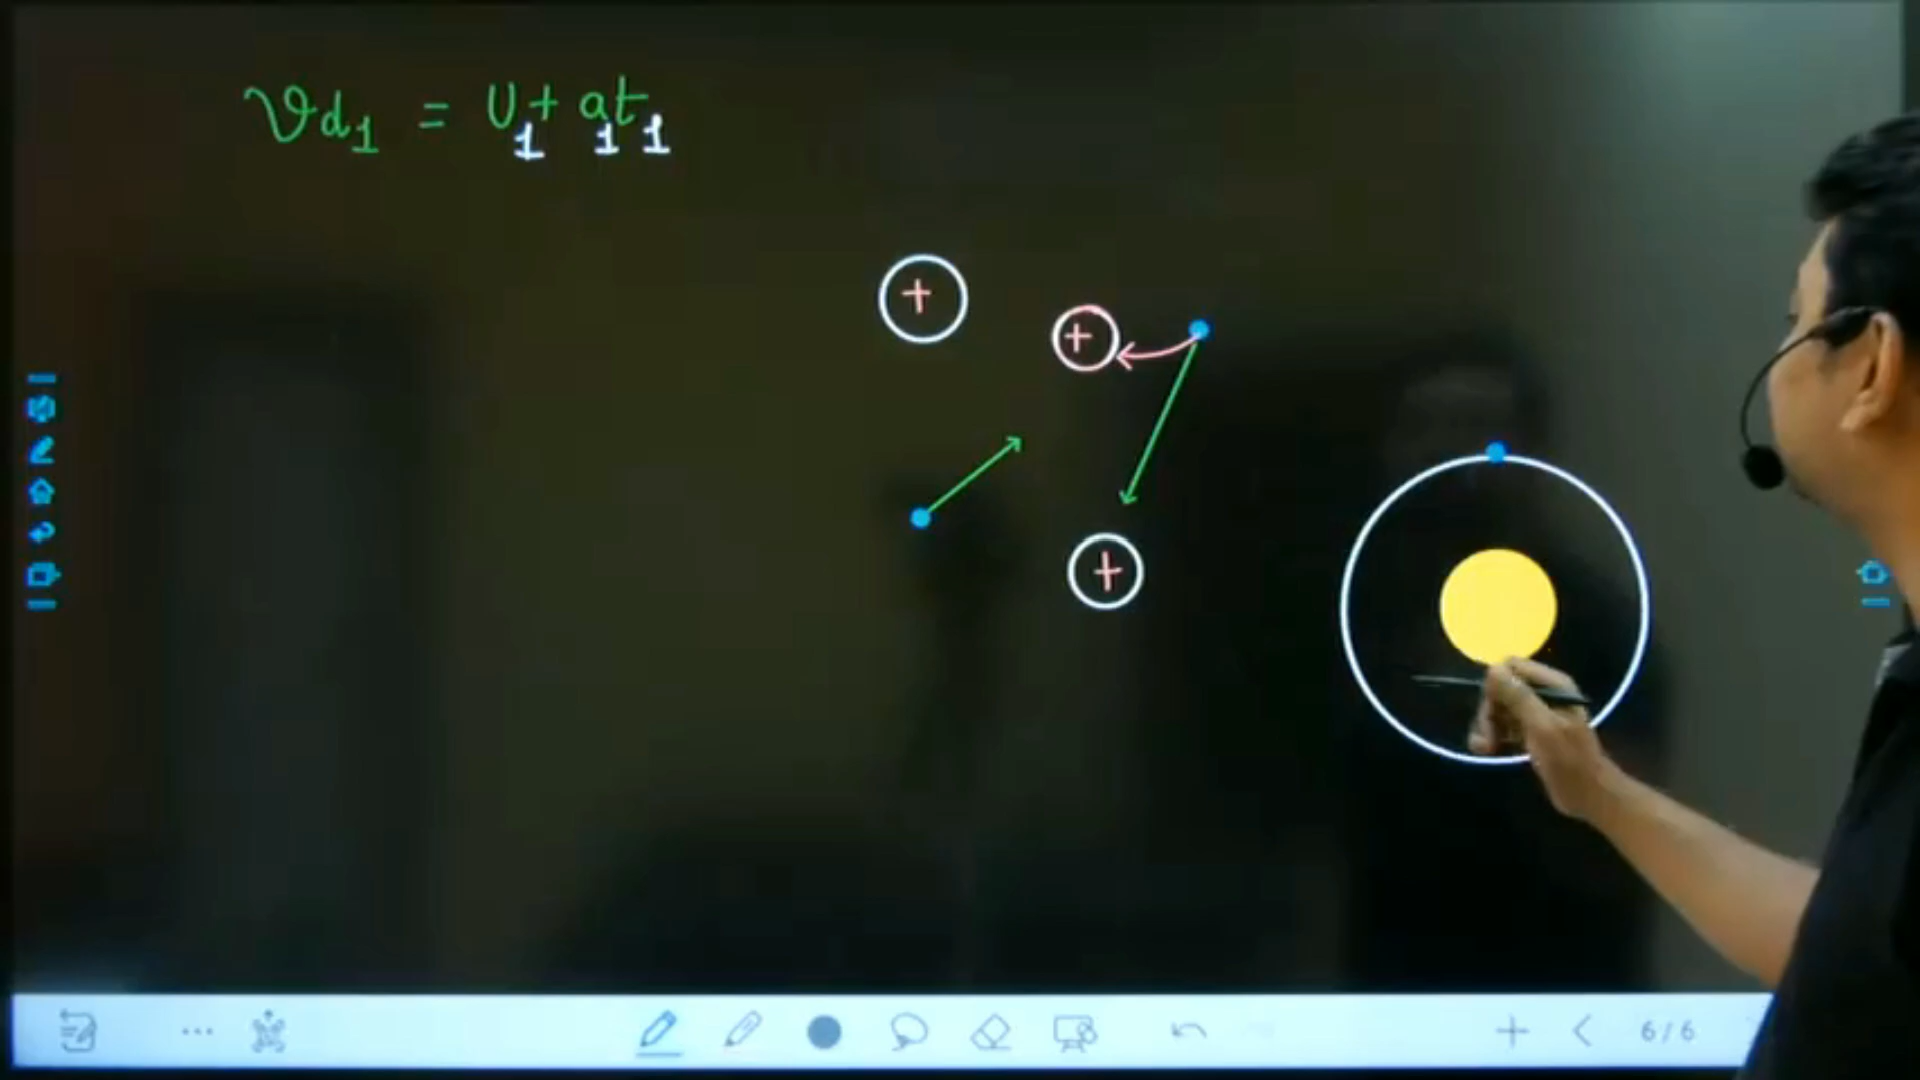 vd₁ = U₁ + a₁t₁
+
+
+
6/6